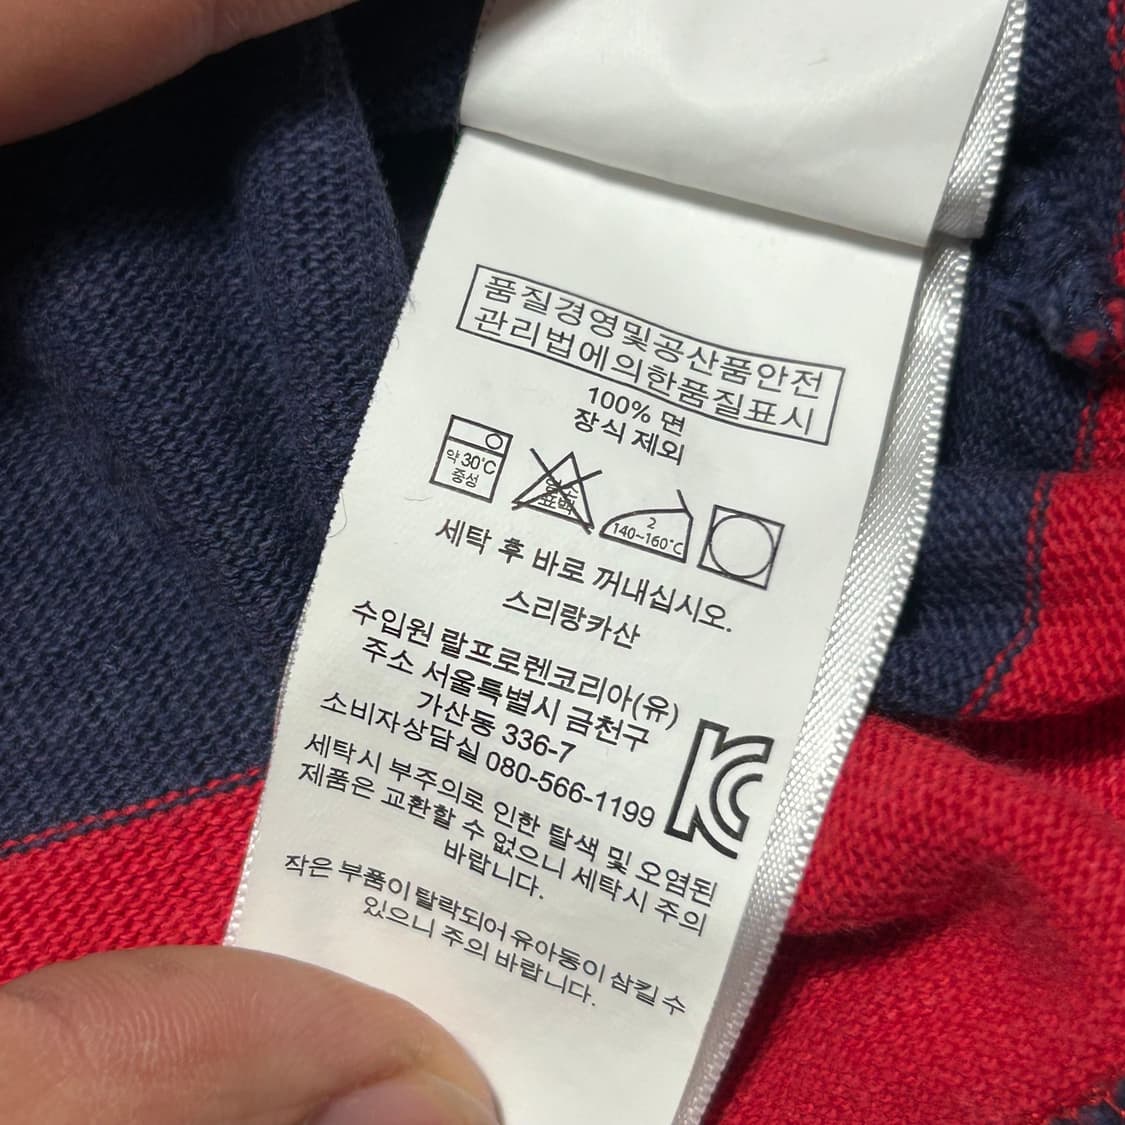 품질경영및공산품안전
관리법에의한품질표시
100% 면
장식 제외
약 30℃
중성
염소
표백
2
140~160℃
세탁 후 바로 꺼내십시오.
스리랑카산
수입원 랄프로렌코리아(유)
주소 서울특별시 금천구
가산동 336-7
소비자상담실 080-566-1199
세탁시 부주의로 인한 탈색 및 오염된
제품은 교환할 수 없으니 세탁시 주의
바랍니다.
작은 부품이 탈락되어 유아동이 삼킬 수
있으니 주의 바랍니다.